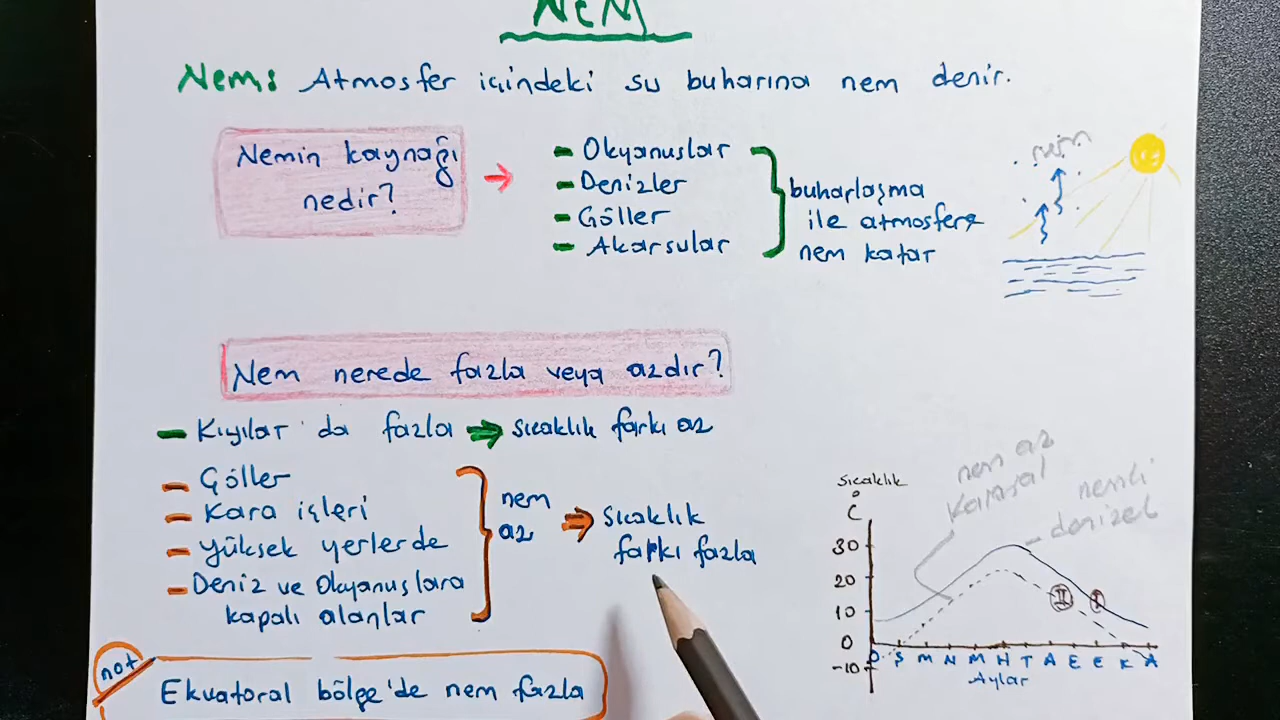 NEM
Nem: Atmosfer içindeki su buharına nem denir.
Nemin kaynağı
nedir?
→
- Okyanuslar
- Denizler
- Göller
- Akarsular
buharlaşma
ile atmosfere
nem katar
nem
Nem nerede fazla veya azdır?
- Kıyılar'da fazla → sıcaklık farkı az
- Göller
- Kara içleri
- Yüksek yerlerde
- Deniz ve Okyanuslara
kapalı alanlar
nem
az
→ Sıcaklık
farkı fazla
not
Ekvatoral bölge'de nem fazla
Sıcaklık
°C
30
20
10
0
-10
nem az
karasal
nemli
denizel
II
I
O Ş M N M H T A E E K A
Aylar